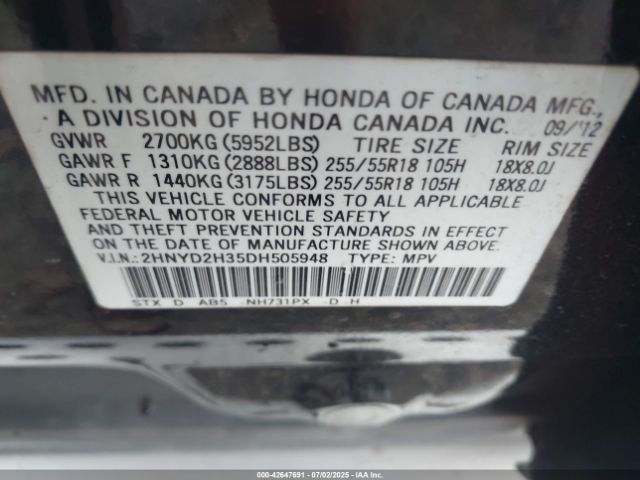 MFD. IN CANADA BY HONDA OF CANADA MFG.,
A DIVISION OF HONDA CANADA INC. 09/'12
GVWR 2700KG (5952LBS) TIRE SIZE RIM SIZE
GAWR F 1310KG (2888LBS) 255/55R18 105H 18X8.0J
GAWR R 1440KG (3175LBS) 255/55R18 105H 18X8.0J
THIS VEHICLE CONFORMS TO ALL APPLICABLE
FEDERAL MOTOR VEHICLE SAFETY
AND THEFT PREVENTION STANDARDS IN EFFECT
ON THE DATE OF MANUFACTURE SHOWN ABOVE.
V.I.N.: 2HNYD2H35DH505948 TYPE: MPV
STX D ABS NH731PX D H
000-42647691 - 07/02/2025 - IAAI.COM